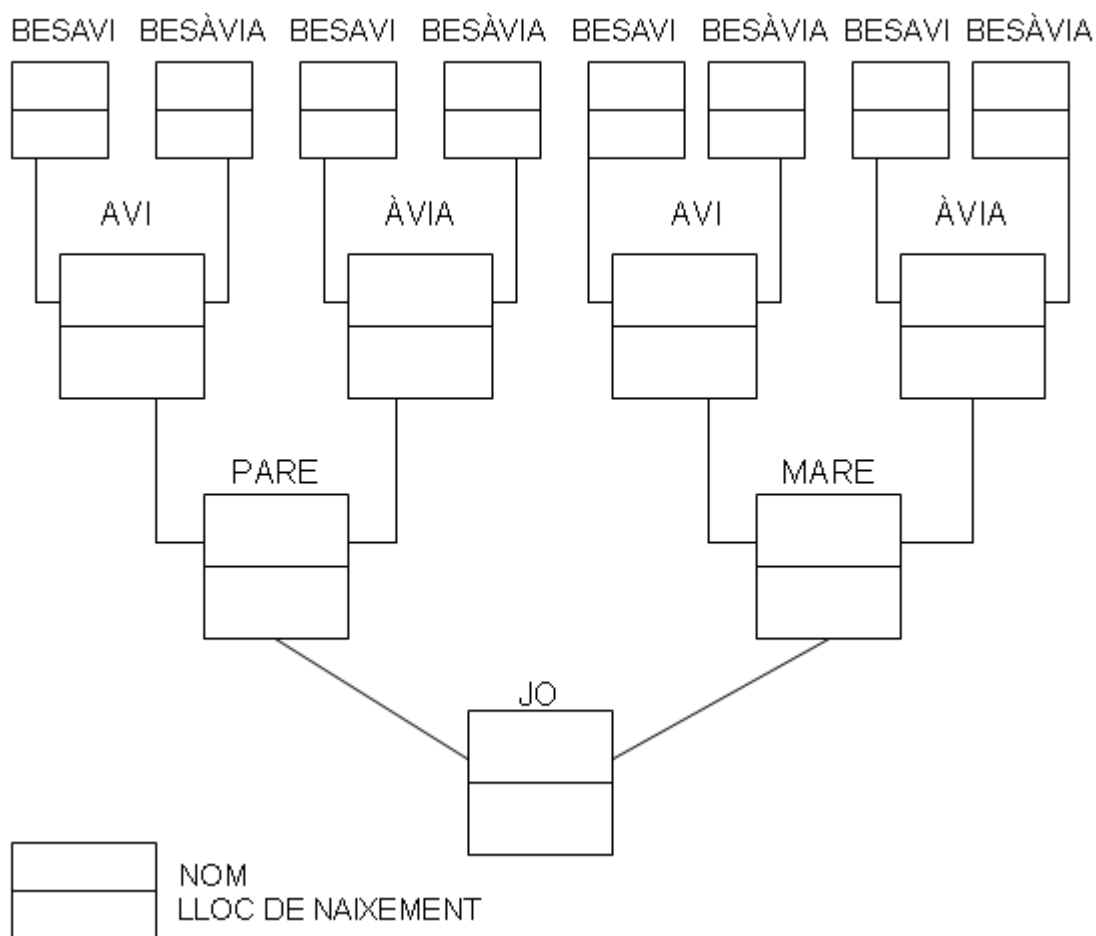 BESAVI BESÀVIA BESAVI BESÀVIA BESAVI BESÀVIA BESAVI BESÀVIA
AVI ÀVIA AVI ÀVIA
PARE MARE
JO
NOM
LLOC DE NAIXEMENT